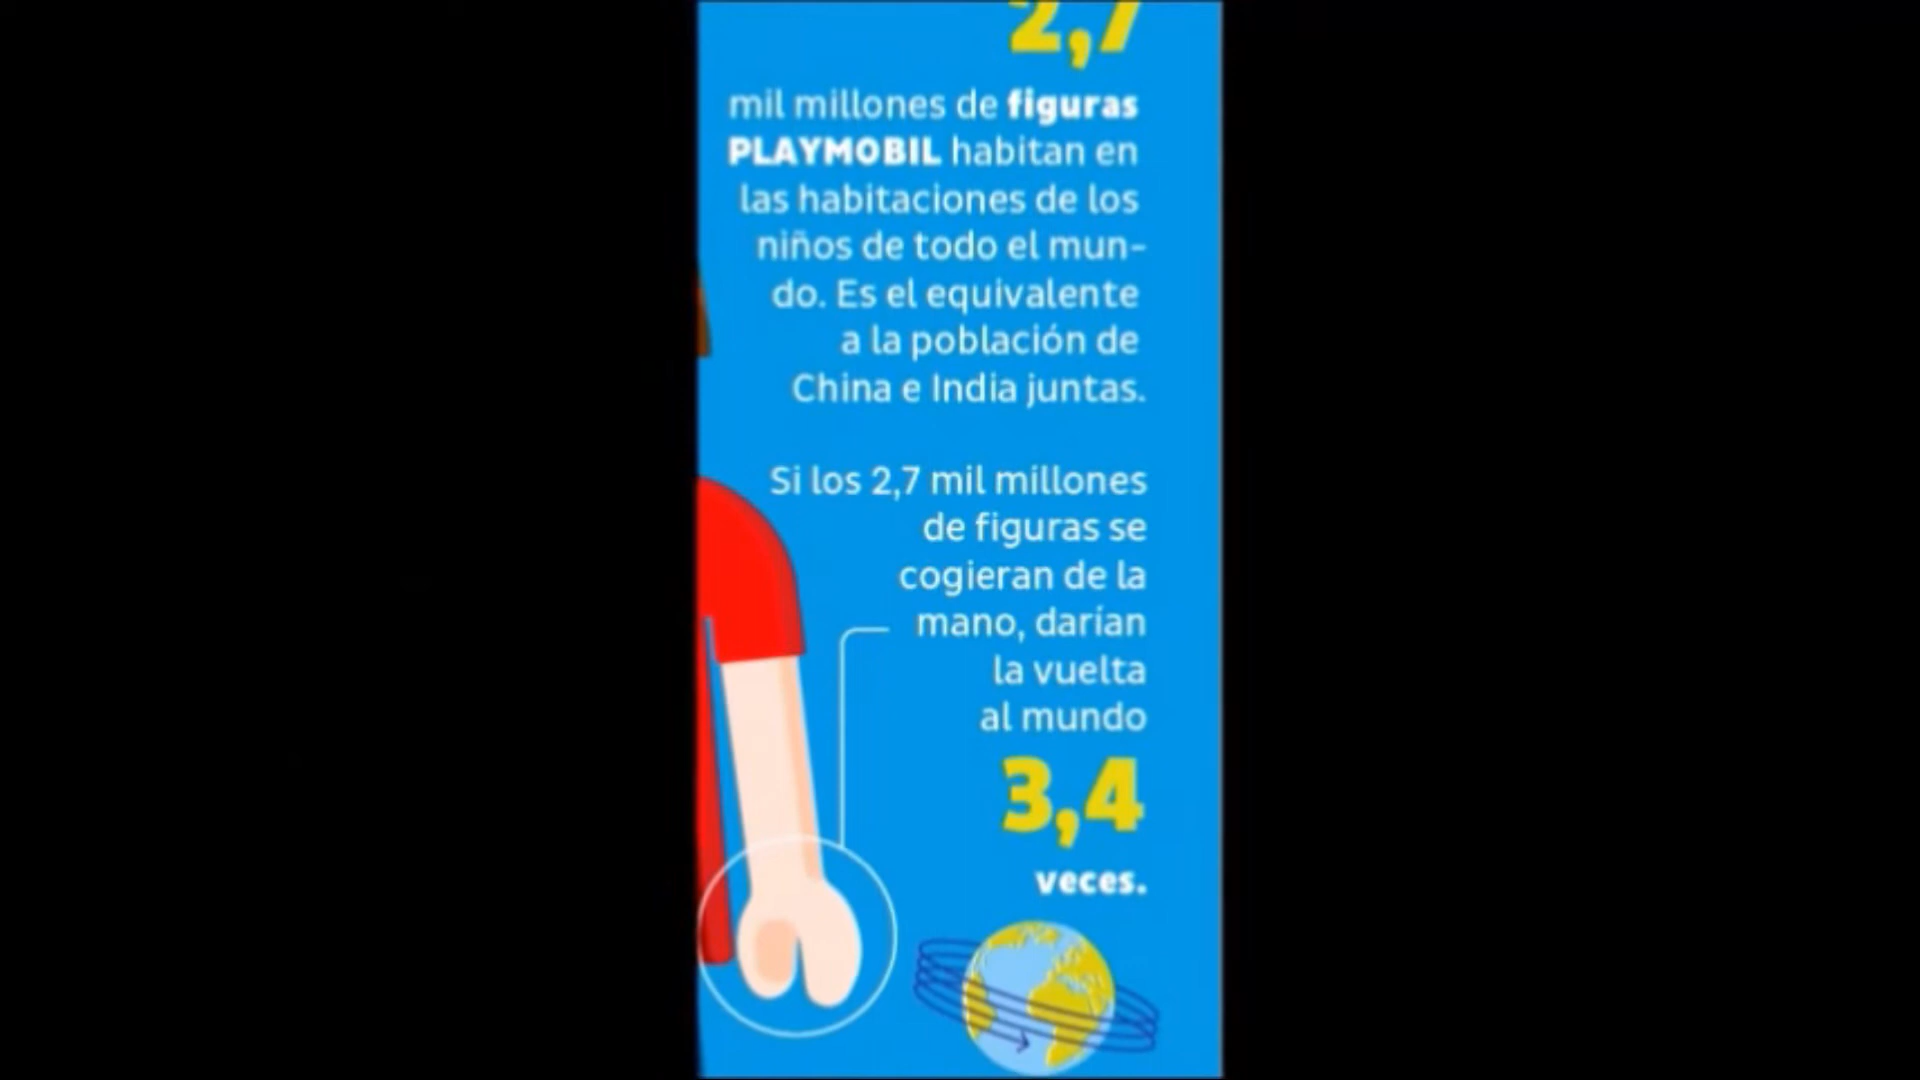 2,7
mil millones de figuras
PLAYMOBIL habitan en
las habitaciones de los
niños de todo el mun-
do. Es el equivalente
a la población de
China e India juntas.
Si los 2,7 mil millones
de figuras se
cogieran de la
mano, darían
la vuelta
al mundo
3,4
veces.